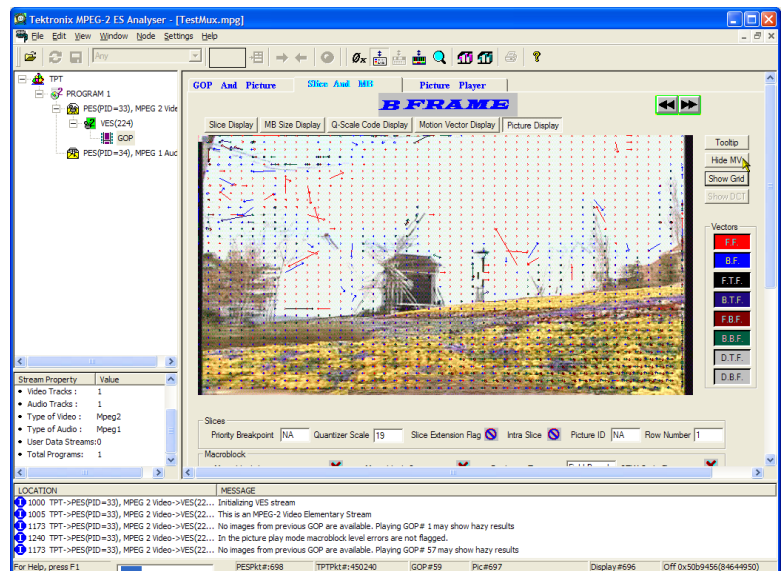 Tektronix MPEG-2 ES Analyser - [TestMux.mpg]
File Edit View Window Node Settings Help
Any
TPT
PROGRAM 1
PES(PID=33), MPEG 2 Vide
VES(224)
GOP
PES(PID=34), MPEG 1 Auc
GOP And Picture Slice And MB Picture Player
B FRAME
Slice Display MB Size Display Q-Scale Code Display Motion Vector Display Picture Display
Tooltip
Hide MV
Show Grid
Show DCT
Vectors
F.F.
B.F.
F.T.F.
B.T.F.
F.B.F.
B.B.F.
D.T.F.
D.B.F.
Stream Property Value
Video Tracks : 1
Audio Tracks : 1
Type of Video : Mpeg2
Type of Audio : Mpeg1
User Data Streams:0
Total Programs: 1
Slices
Priority Breakpoint NA Quantizer Scale 19 Slice Extension Flag Intra Slice Picture ID NA Row Number 1
Macroblock
LOCATION MESSAGE
1000 TPT->PES(PID=33), MPEG 2 Video->VES(22... Initializing VES stream
1005 TPT->PES(PID=33), MPEG 2 Video->VES(22... This is an MPEG-2 Video Elementary Stream
1173 TPT->PES(PID=33), MPEG 2 Video->VES(22... No images from previous GOP are available. Playing GOP# 1 may show hazy results
1240 TPT->PES(PID=33), MPEG 2 Video->VES(22... In the picture play mode macroblock level errors are not flagged.
1173 TPT->PES(PID=33), MPEG 2 Video->VES(22... No images from previous GOP are available. Playing GOP# 57 may show hazy results
For Help, press F1 PESPkt#:698 TPTPkt#:450240 GOP#59 Pic#697 Display#696 Off 0x50b9456(84644950)